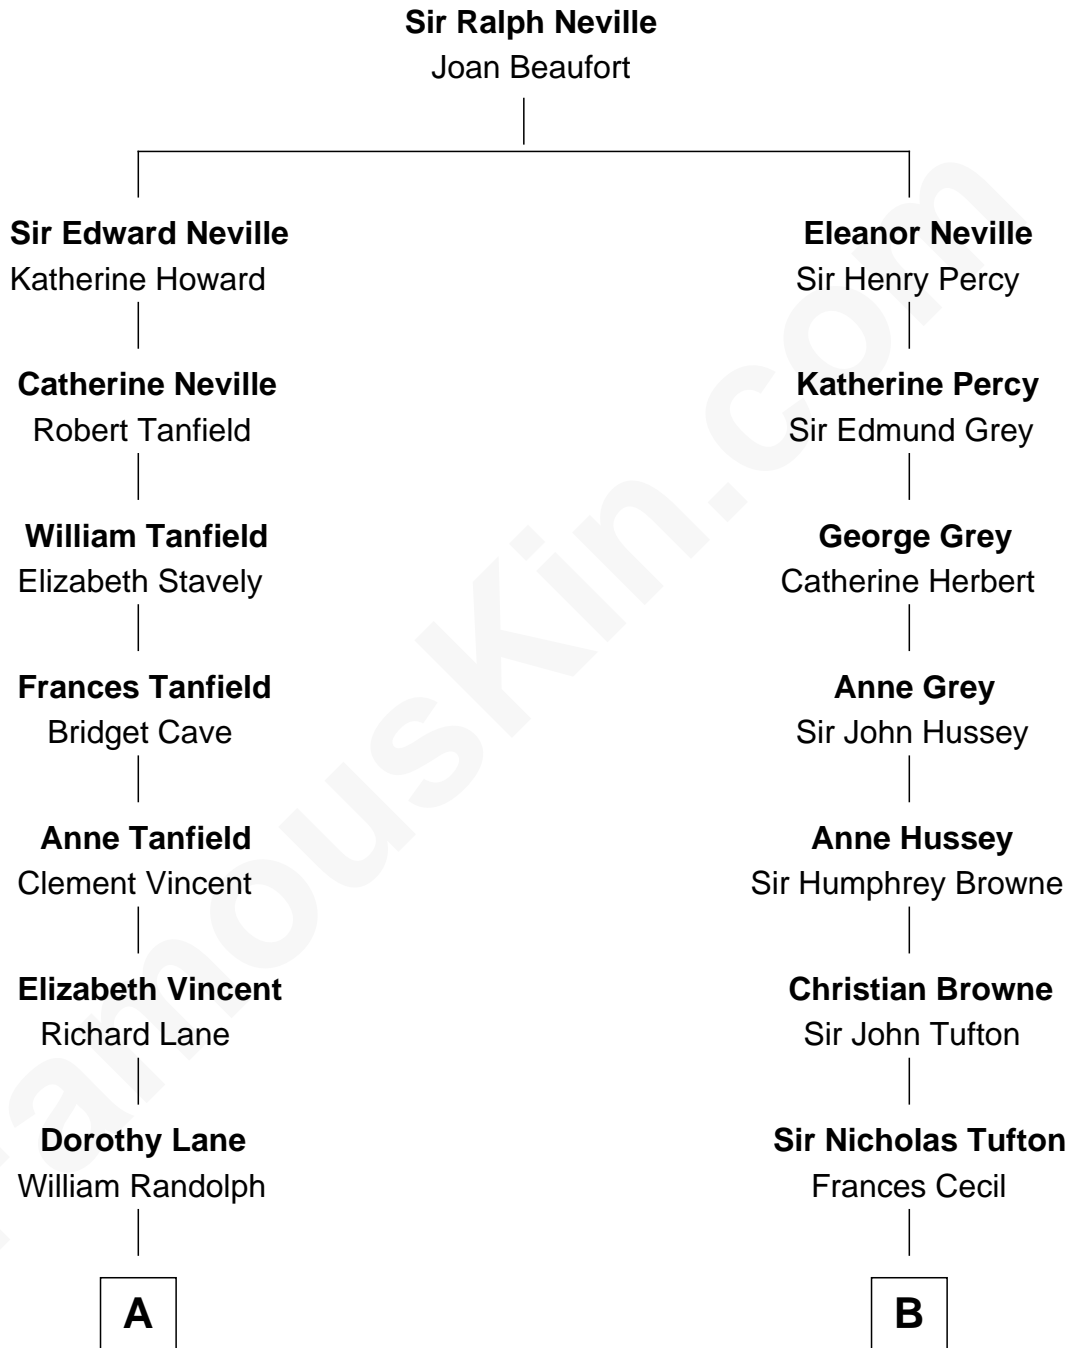 Sir Ralph Neville
Joan Beaufort
Sir Edward Neville
Katherine Howard
Eleanor Neville
Sir Henry Percy
Catherine Neville
Robert Tanfield
Katherine Percy
Sir Edmund Grey
William Tanfield
Elizabeth Stavely
George Grey
Catherine Herbert
Frances Tanfield
Bridget Cave
Anne Grey
Sir John Hussey
Anne Tanfield
Clement Vincent
Anne Hussey
Sir Humphrey Browne
Elizabeth Vincent
Richard Lane
Christian Browne
Sir John Tufton
Dorothy Lane
William Randolph
Sir Nicholas Tufton
Frances Cecil
A
B
FamousKin.com